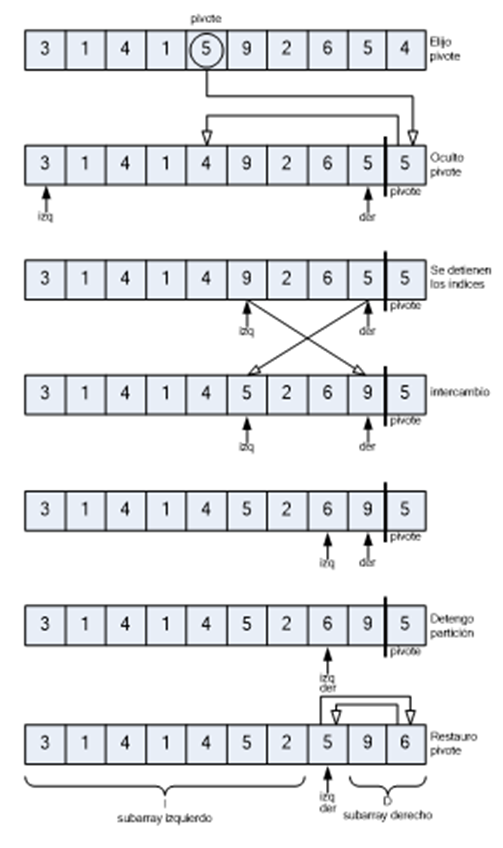 pivote
3 1 4 1 5 9 2 6 5 4
Elijo
pivote
3 1 4 1 4 9 2 6 5 5
Oculto
pivote
pivote
izq
der
3 1 4 1 4 9 2 6 5 5
Se detienen
los índices
pivote
izq
der
3 1 4 1 4 5 2 6 9 5
intercambio
pivote
izq
der
3 1 4 1 4 5 2 6 9 5
pivote
izq
der
3 1 4 1 4 5 2 6 9 5
Detengo
partición
pivote
izq
der
3 1 4 1 4 5 2 5 9 6
Restauro
pivote
I
subarray izquierdo
izq
der
D
subarray derecho